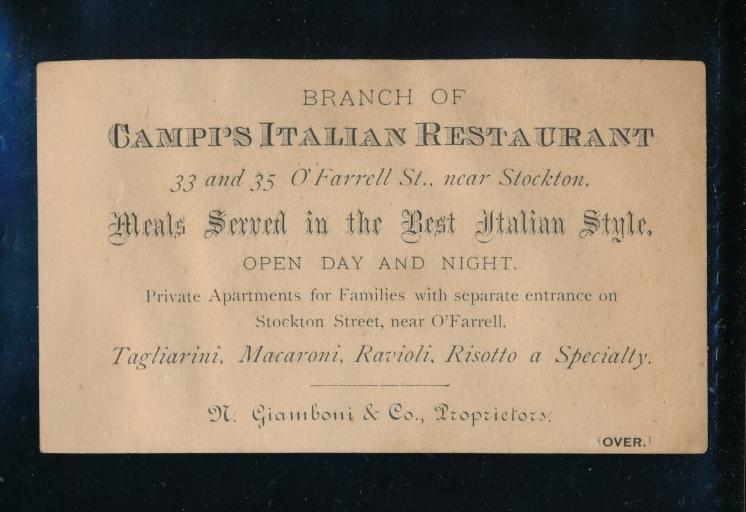 BRANCH OF
CAMPI'S ITALIAN RESTAURANT
33 and 35 O'Farrell St., near Stockton.
Meals Served in the Best Italian Style.
OPEN DAY AND NIGHT.
Private Apartments for Families with separate entrance on
Stockton Street, near O'Farrell.
Tagliarini, Macaroni, Ravioli, Risotto a Specialty.
N. Giamboni & Co., Proprietors.
(OVER.)